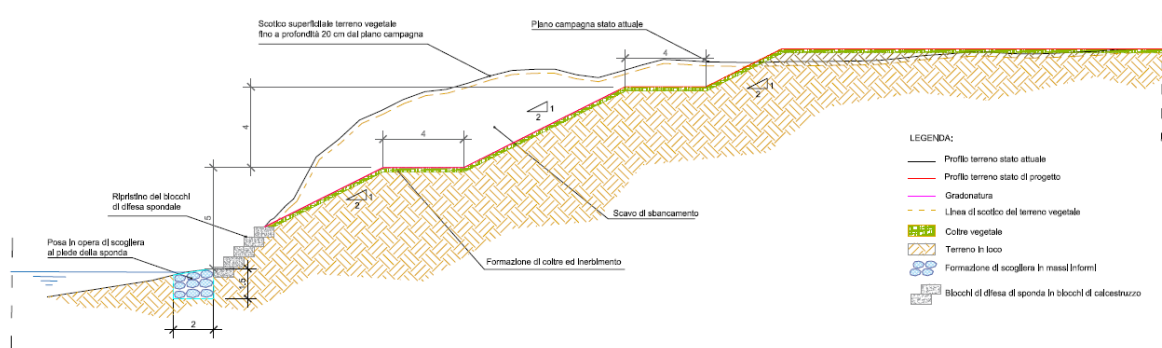 Scotico superficiale terreno vegetale
fino a profondità 20 cm dal piano campagna
Piano campagna stato attuale
4
1
2
4
1
2
4
Ripristino dei blocchi
di difesa spondale
1
2
5
Scavo di sbancamento
Posa in opera di scogliera
al piede della sponda
Formazione di coltre ed inerbimento
1,5
2
LEGENDA:
Profilo terreno stato attuale
Profilo terreno stato di progetto
Gradonatura
Linea di scotico del terreno vegetale
Coltre vegetale
Terreno in loco
Formazione di scogliera in massi informi
Blocchi di difesa di sponda in blocchi di calcestruzzo